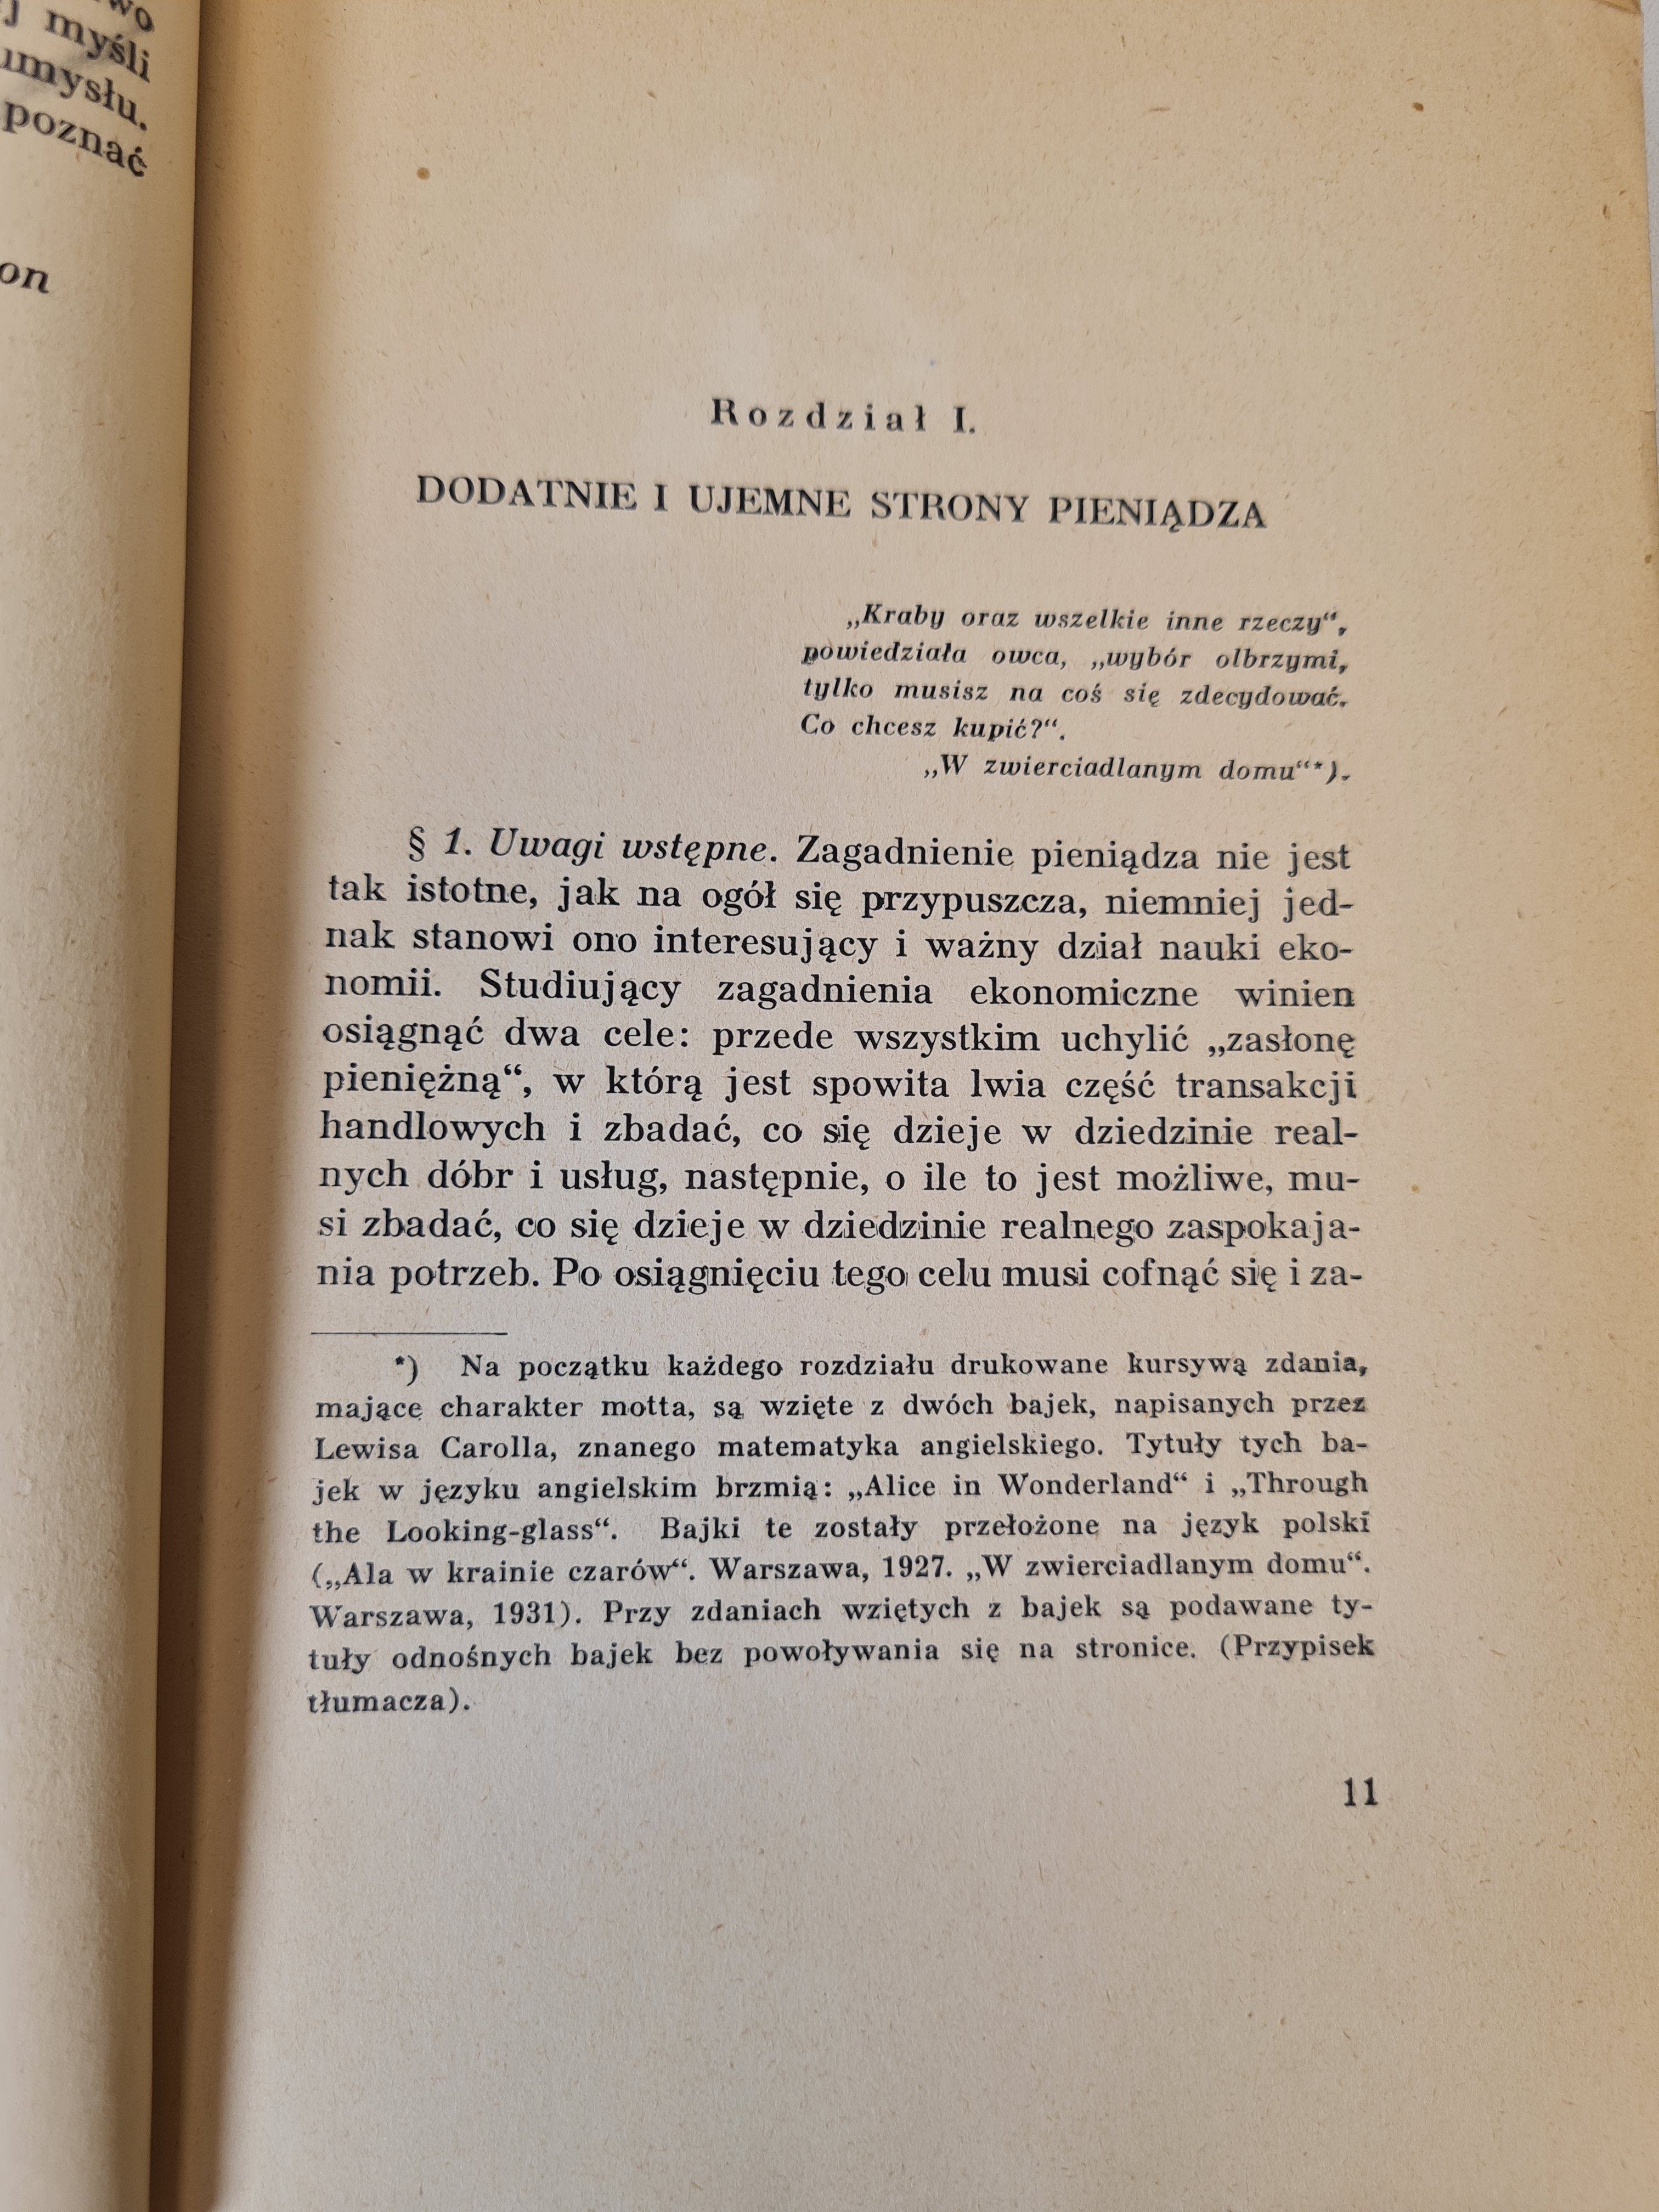 myśli
umysłu.
poznać
on
Rozdział I.
DODATNIE I UJEMNE STRONY PIENIĄDZA
„Kraby oraz wszelkie inne rzeczy“,
powiedziała owca, „wybór olbrzymi,
tylko musisz na coś się zdecydować.
Co chcesz kupić?“.
„W zwierciadlanym domu“*).
§ 1. Uwagi wstępne. Zagadnienie pieniądza nie jest
tak istotne, jak na ogół się przypuszcza, niemniej jed-
nak stanowi ono interesujący i ważny dział nauki eko-
nomii. Studiujący zagadnienia ekonomiczne winien
osiągnąć dwa cele: przede wszystkim uchylić „zasłonę
pieniężną“, w którą jest spowita lwia część transakcji
handlowych i zbadać, co się dzieje w dziedzinie real-
nych dóbr i usług, następnie, o ile to jest możliwe, mu-
si zbadać, co się dzieje w dziedzinie realnego zaspokaja-
nia potrzeb. Po osiągnięciu tego celu musi cofnąć się i za-
*) Na początku każdego rozdziału drukowane kursywą zdania,
mające charakter motta, są wzięte z dwóch bajek, napisanych przez
Lewisa Carolla, znanego matematyka angielskiego. Tytuły tych ba-
jek w języku angielskim brzmią: „Alice in Wonderland“ i „Through
the Looking-glass“. Bajki te zostały przełożone na język polski
(„Ala w krainie czarów“. Warszawa, 1927. „W zwierciadlanym domu“.
Warszawa, 1931). Przy zdaniach wziętych z bajek są podawane ty-
tuły odnośnych bajek bez powoływania się na stronice. (Przypisek
tłumacza).
11